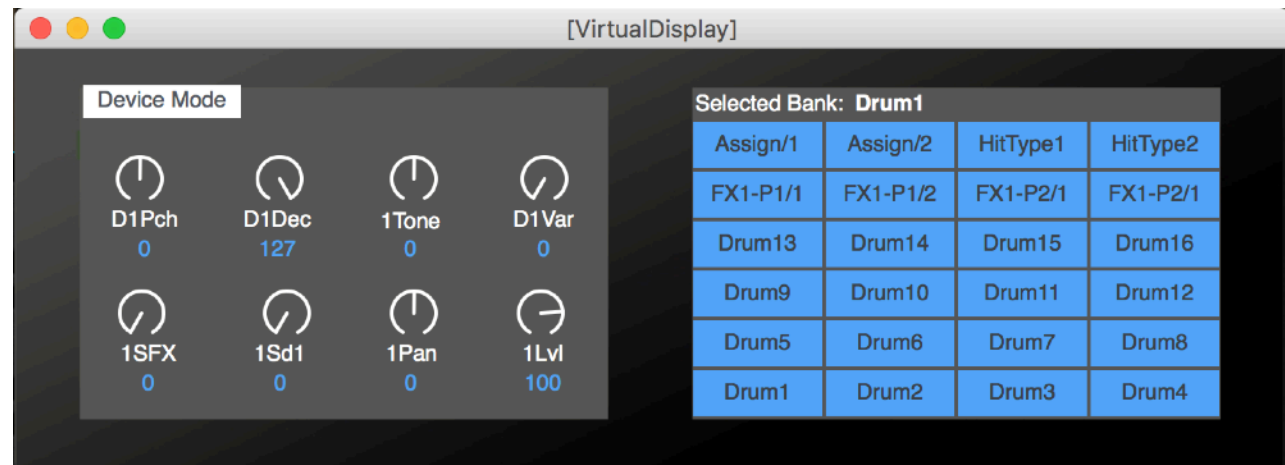 [VirtualDisplay]
Device Mode
D1Pch D1Dec 1Tone D1Var
0 127 0 0
1SFX 1Sd1 1Pan 1Lvl
0 0 0 100
Selected Bank: Drum1
Assign/1 Assign/2 HitType1 HitType2
FX1-P1/1 FX1-P1/2 FX1-P2/1 FX1-P2/1
Drum13 Drum14 Drum15 Drum16
Drum9 Drum10 Drum11 Drum12
Drum5 Drum6 Drum7 Drum8
Drum1 Drum2 Drum3 Drum4